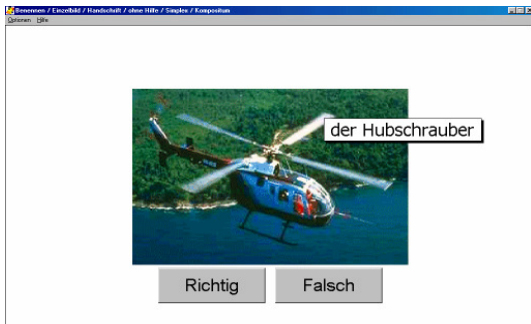 Benennen / Einzelbild / Handschrift / ohne Hilfe / Simplex / Kompositum
Optionen Hilfe
der Hubschrauber
Richtig Falsch